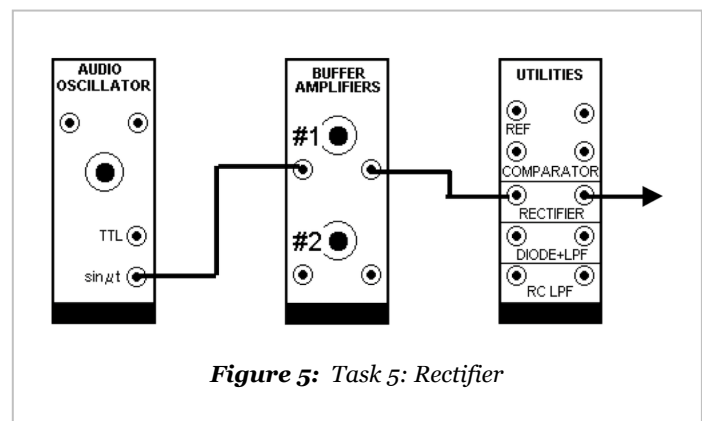 AUDIO
OSCILLATOR
TTL
sinμt
BUFFER
AMPLIFIERS
#1
#2
UTILITIES
REF
COMPARATOR
RECTIFIER
DIODE+LPF
RC LPF
Figure 5: Task 5: Rectifier